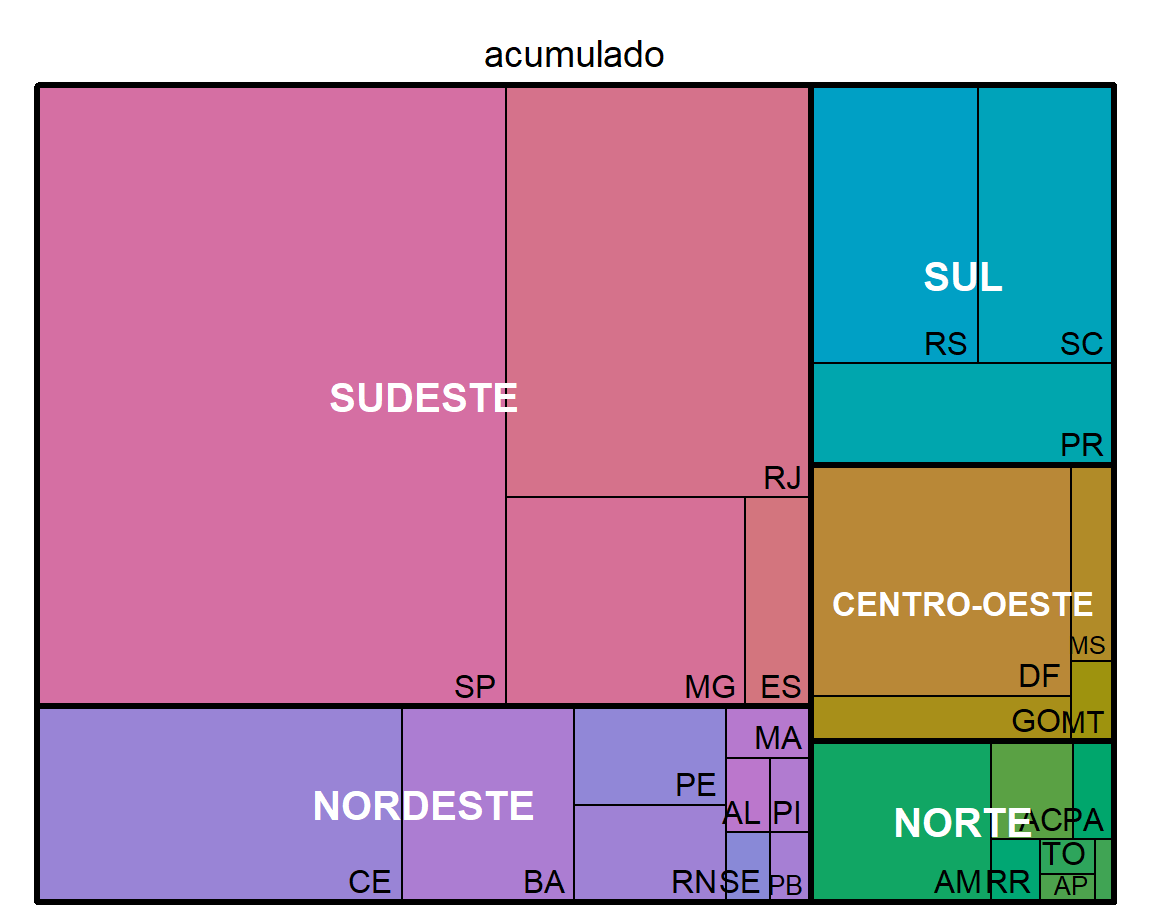 acumulado
SUL
RS
SC
SUDESTE
PR
RJ
CENTRO-OESTE
MS
DF
SP
MG
ES
GO
MT
MA
PE
NORDESTE
AL
PI
NORTE
AC
PA
TO
CE
BA
RN
SE
PB
AM
RR
AP